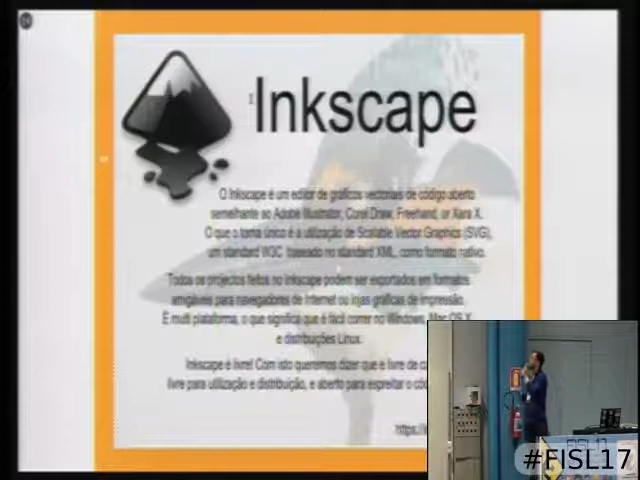 Inkscape
O Inkscape é um editor de gráficos vectoriais de código aberto
semelhante ao Adobe Illustrator, Corel Draw, Freehand, or Xara X.
O que o torna único é a utilização de Scalable Vector Graphics (SVG),
um standard W3C baseado no standard XML, como formato nativo.
Todos os projectos feitos no Inkscape podem ser exportados em formatos
amigáveis para navegadores de Internet ou lojas gráficas de impressão.
É multi plataforma, o que significa que é fácil correr no Windows, Mac OS X
e distribuições Linux.
Inkscape é livre! Com isto queremos dizer que é livre de
livre para utilização e distribuição, e aberto para espreitar o
https:/
FISL17
#FISL17